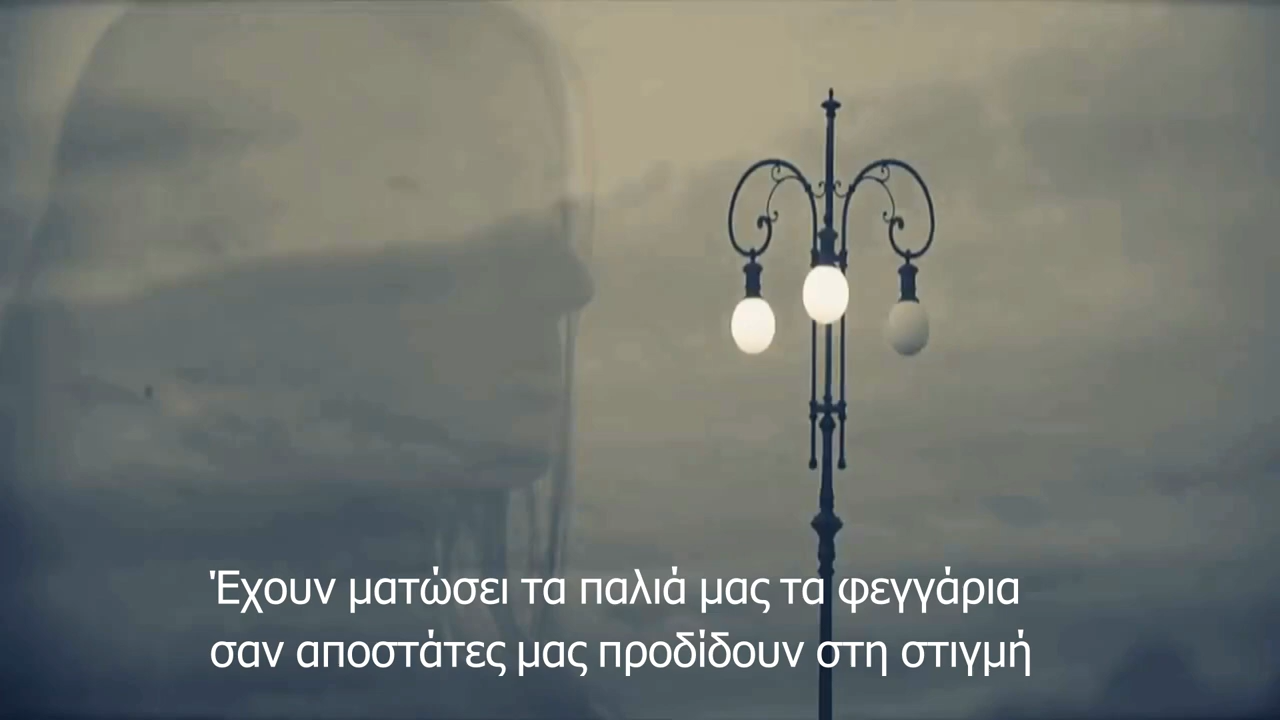 Έχουν ματώσει τα παλιά μας τα φεγγάρια
σαν αποστάτες μας προδίδουν στη στιγμή